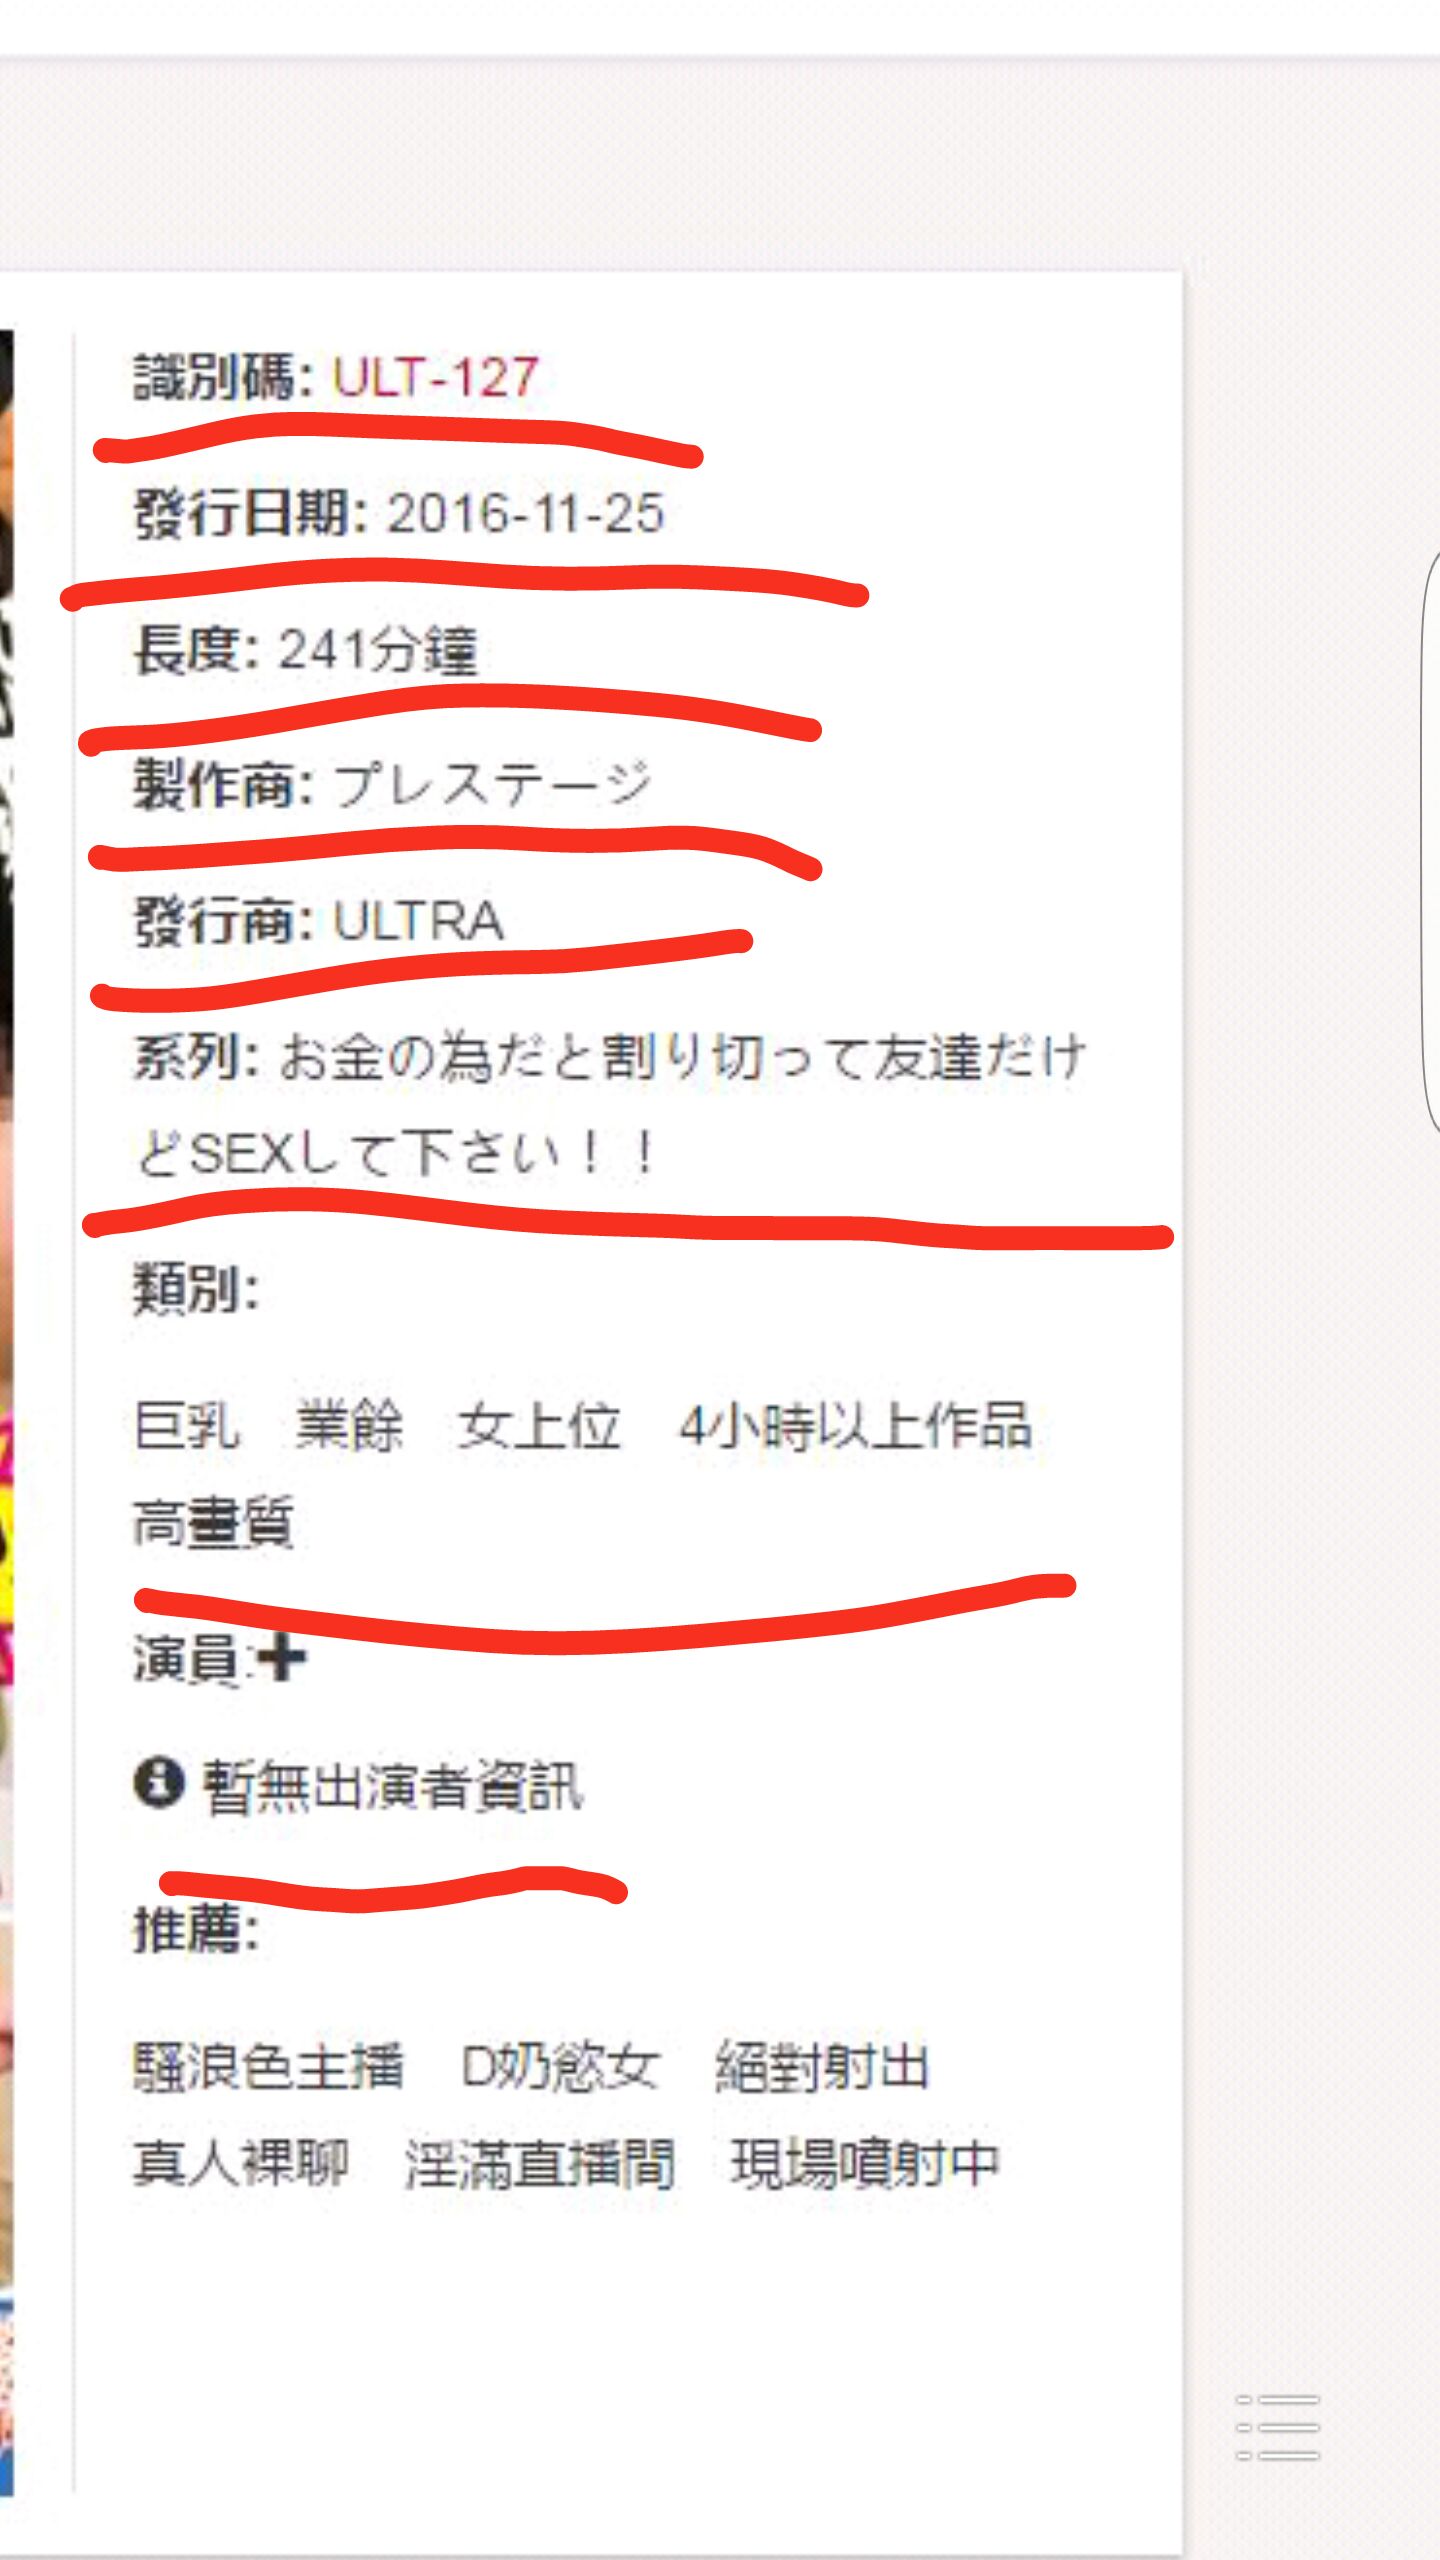 識別碼: ULT-127
發行日期: 2016-11-25
長度: 241分鐘
製作商: プレステージ
發行商: ULTRA
系列: お金の為だと割り切って友達だけ
どSEXして下さい！！
類別:
巨乳 業餘 女上位 4小時以上作品
高畫質
演員:
暫無出演者資訊
推薦:
騷浪色主播 D奶慾女 絕對射出
真人裸聊 淫滿直播間 現場噴射中